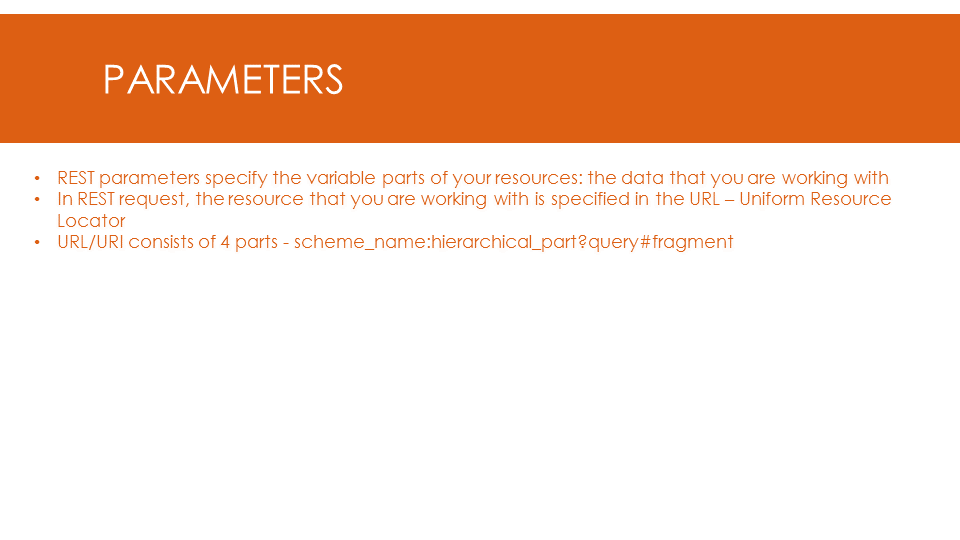 PARAMETERS
• REST parameters specify the variable parts of your resources: the data that you are working with
• In REST request, the resource that you are working with is specified in the URL – Uniform Resource
Locator
• URL/URI consists of 4 parts - scheme_name:hierarchical_part?query#fragment